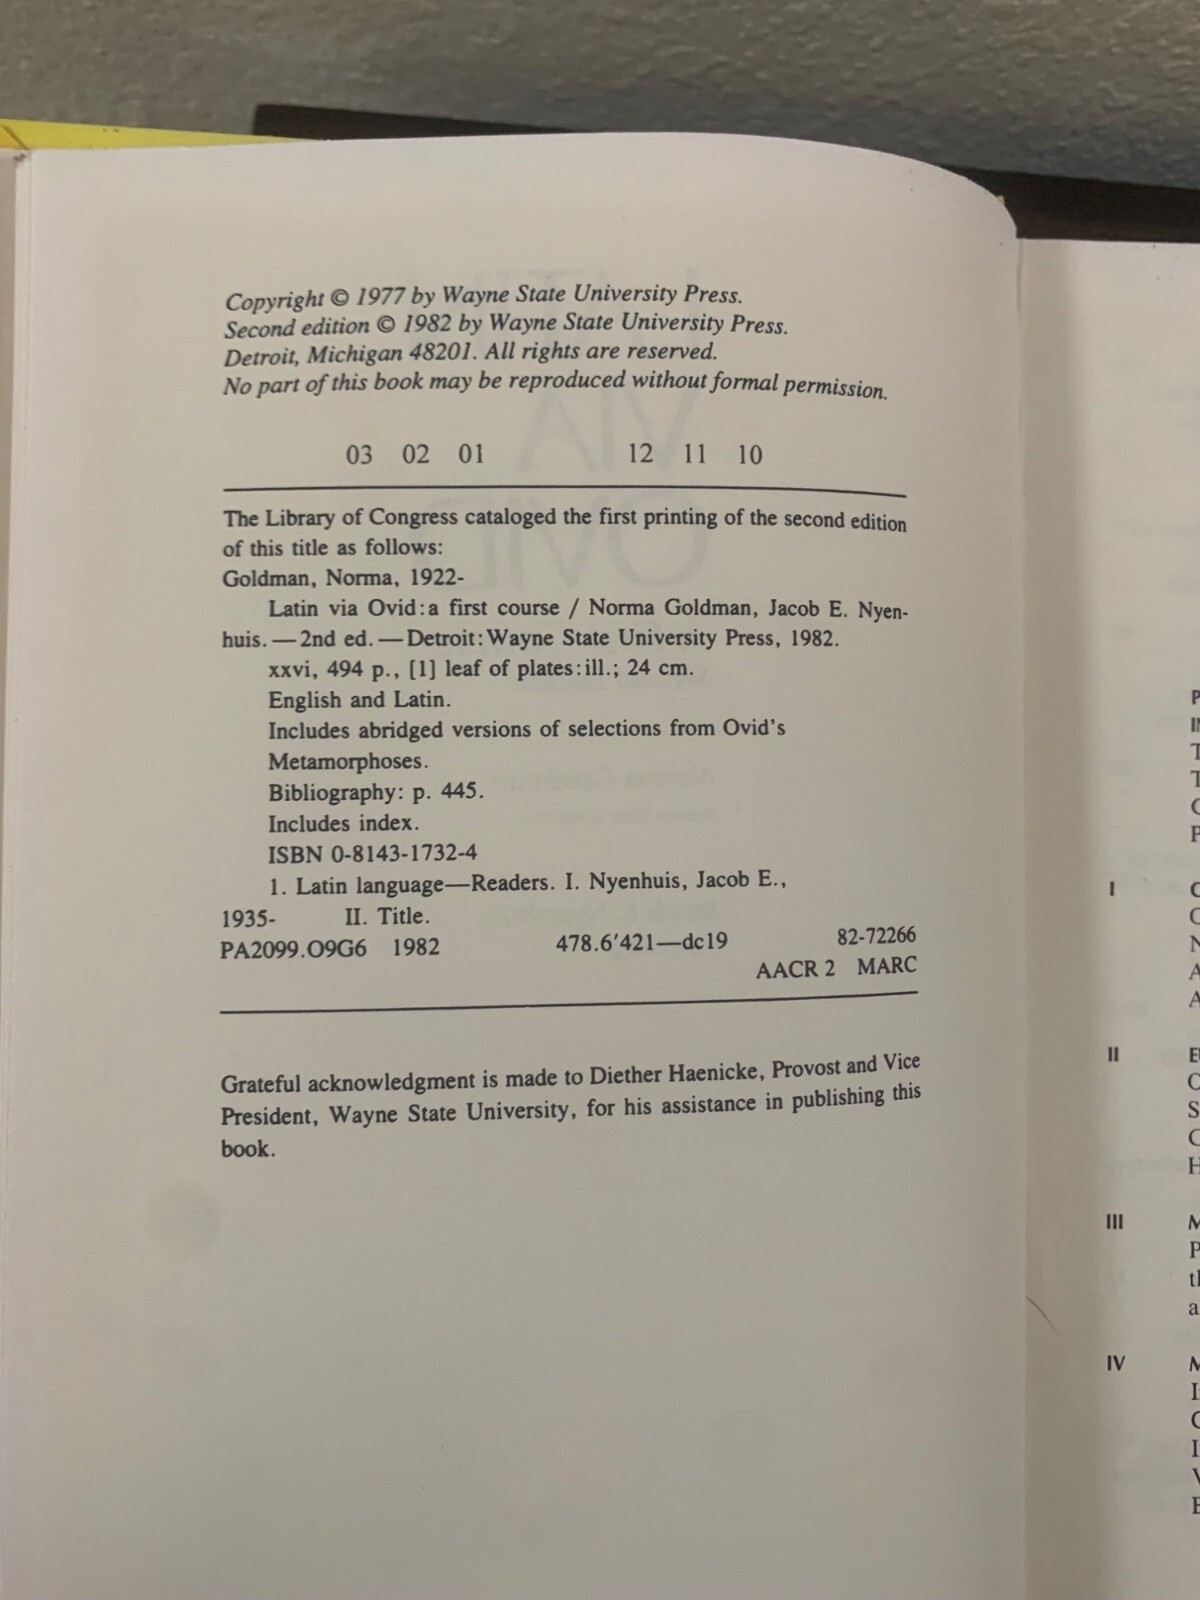 Copyright © 1977 by Wayne State University Press.
Second edition © 1982 by Wayne State University Press.
Detroit, Michigan 48201. All rights are reserved.
No part of this book may be reproduced without formal permission.
03 02 01 12 11 10
The Library of Congress cataloged the first printing of the second edition
of this title as follows:
Goldman, Norma, 1922-
Latin via Ovid: a first course / Norma Goldman, Jacob E. Nyen-
huis. — 2nd ed. — Detroit: Wayne State University Press, 1982.
xxvi, 494 p., [1] leaf of plates: ill.; 24 cm.
English and Latin.
Includes abridged versions of selections from Ovid's
Metamorphoses.
Bibliography: p. 445.
Includes index.
ISBN 0-8143-1732-4
1. Latin language—Readers. I. Nyenhuis, Jacob E.,
1935- II. Title.
PA2099.O9G6 1982 478.6′421—dc19 82-72266
AACR 2 MARC
Grateful acknowledgment is made to Diether Haenicke, Provost and Vice
President, Wayne State University, for his assistance in publishing this
book.
I
II
III
IV